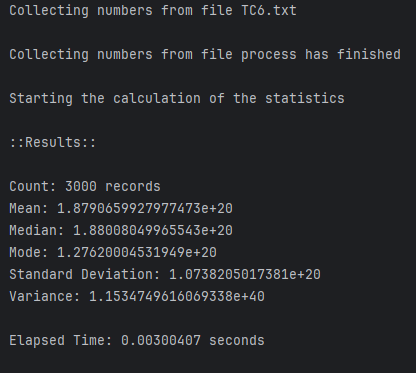 Collecting numbers from file TC6.txt
Collecting numbers from file process has finished
Starting the calculation of the statistics
::Results::
Count: 3000 records
Mean: 1.8790659927977473e+20
Median: 1.88008049965543e+20
Mode: 1.27620004531949e+20
Standard Deviation: 1.0738205017381e+20
Variance: 1.1534749616069338e+40
Elapsed Time: 0.00300407 seconds